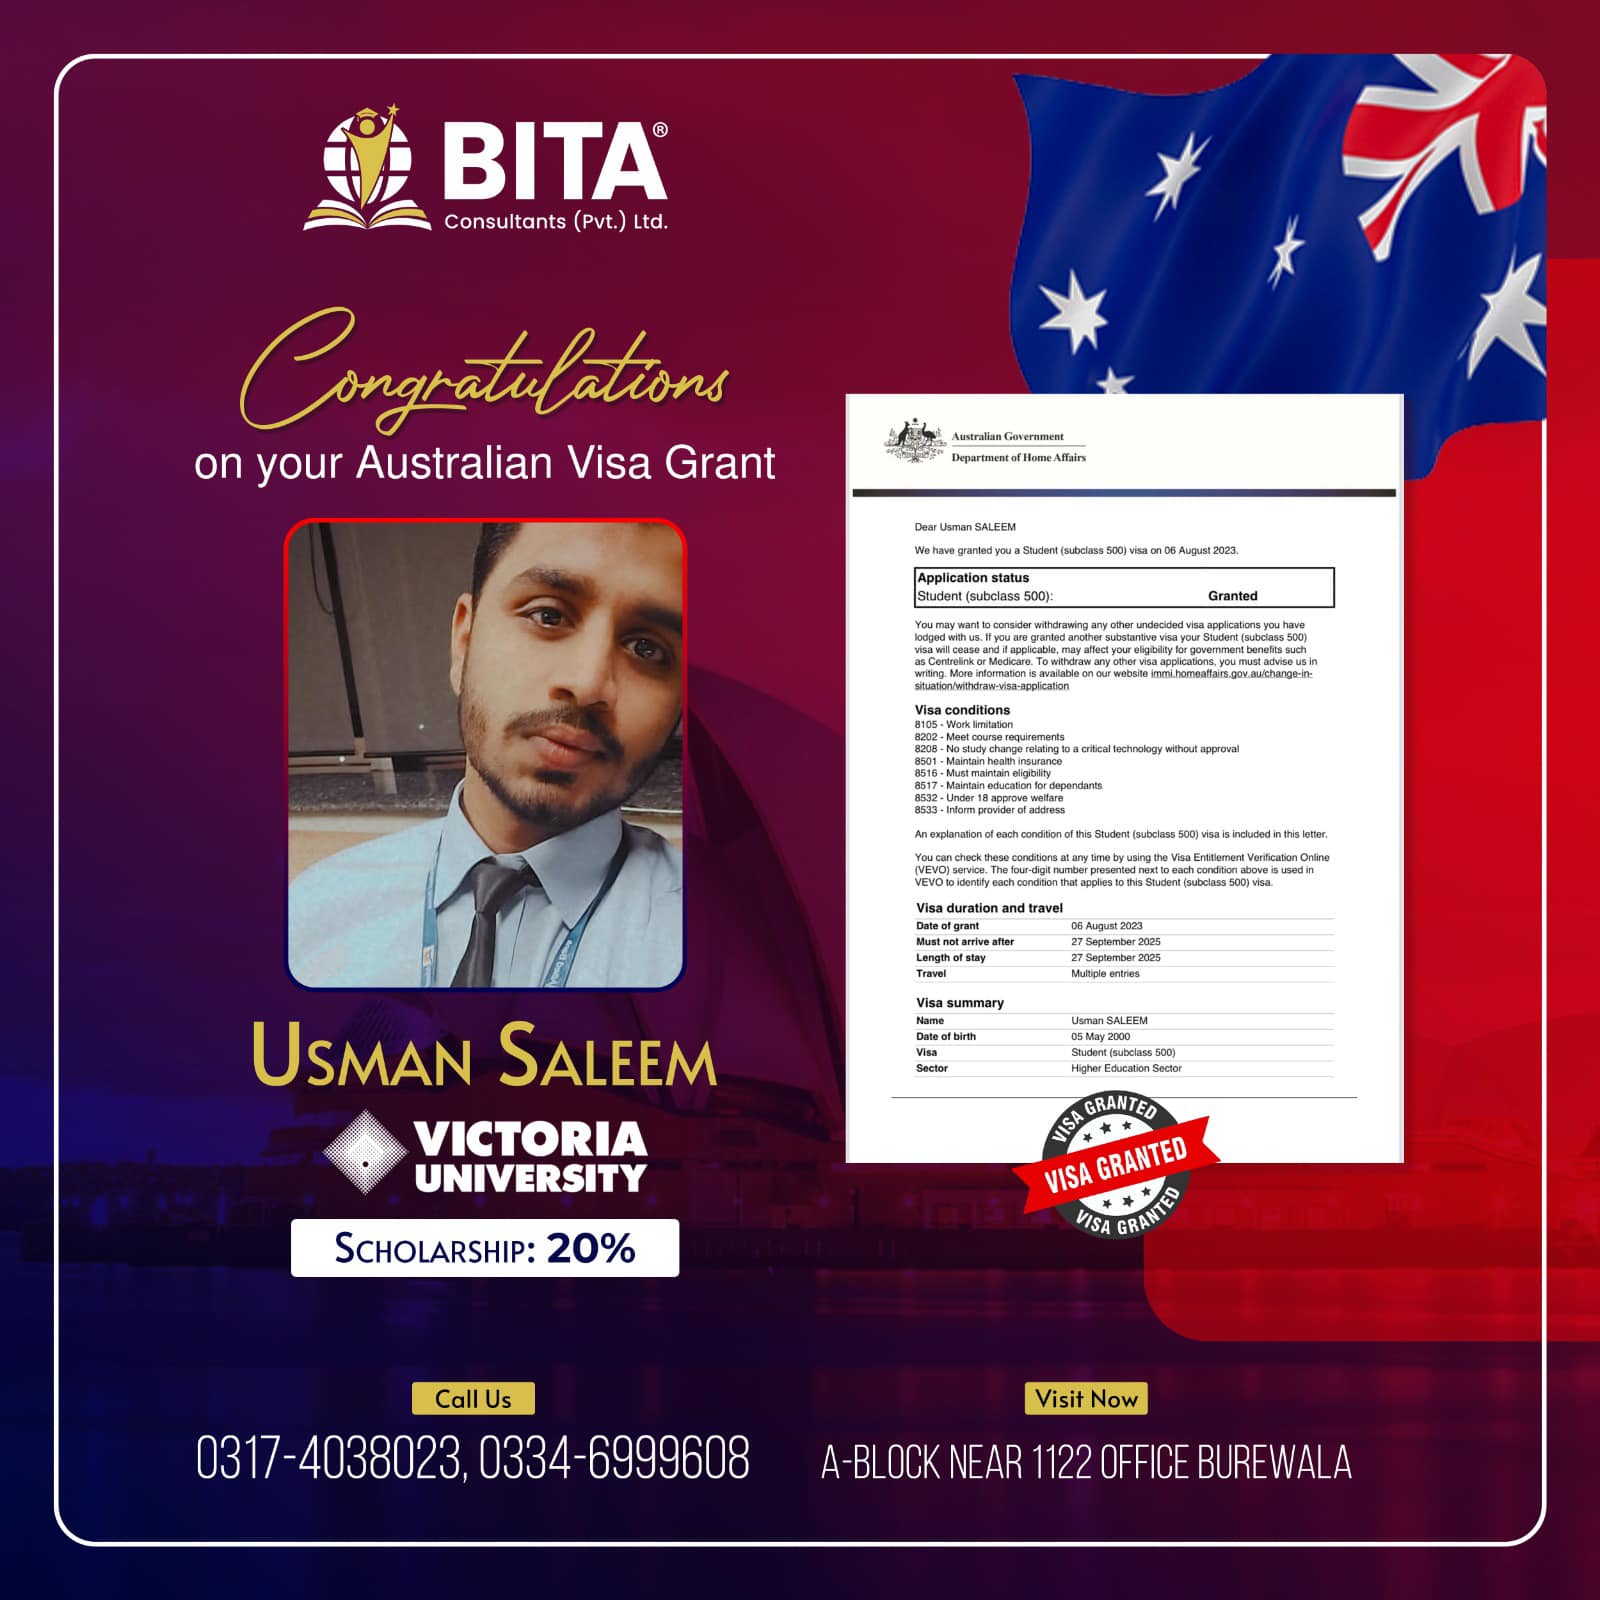 BITA®
Consultants (Pvt.) Ltd.
Congratulations
on your Australian Visa Grant
USMAN SALEEM
VICTORIA
UNIVERSITY
SCHOLARSHIP: 20%
Australian Government
Department of Home Affairs
Dear Usman SALEEM
We have granted you a Student (subclass 500) visa on 06 August 2023.
Application status
Student (subclass 500): Granted
You may want to consider withdrawing any other undecided visa applications you have
lodged with us. If you are granted another substantive visa your Student (subclass 500)
visa will cease and if applicable, may affect your eligibility for government benefits such
as Centrelink or Medicare. To withdraw any other visa applications, you must advise us in
writing. More information is available on our website immi.homeaffairs.gov.au/change-in-
situation/withdraw-visa-application
Visa conditions
8105 - Work limitation
8202 - Meet course requirements
8208 - No study change relating to a critical technology without approval
8501 - Maintain health insurance
8516 - Must maintain eligibility
8517 - Maintain education for dependants
8532 - Under 18 approve welfare
8533 - Inform provider of address
An explanation of each condition of this Student (subclass 500) visa is included in this letter.
You can check these conditions at any time by using the Visa Entitlement Verification Online
(VEVO) service. The four-digit number presented next to each condition above is used in
VEVO to identify each condition that applies to this Student (subclass 500) visa.
Visa duration and travel
Date of grant 06 August 2023
Must not arrive after 27 September 2025
Length of stay 27 September 2025
Travel Multiple entries
Visa summary
Name Usman SALEEM
Date of birth 05 May 2000
Visa Student (subclass 500)
Sector Higher Education Sector
VISA GRANTED
VISA GRANTED
VISA GRANTED
Call Us
0317-4038023, 0334-6999608
Visit Now
A-BLOCK NEAR 1122 OFFICE BUREWALA